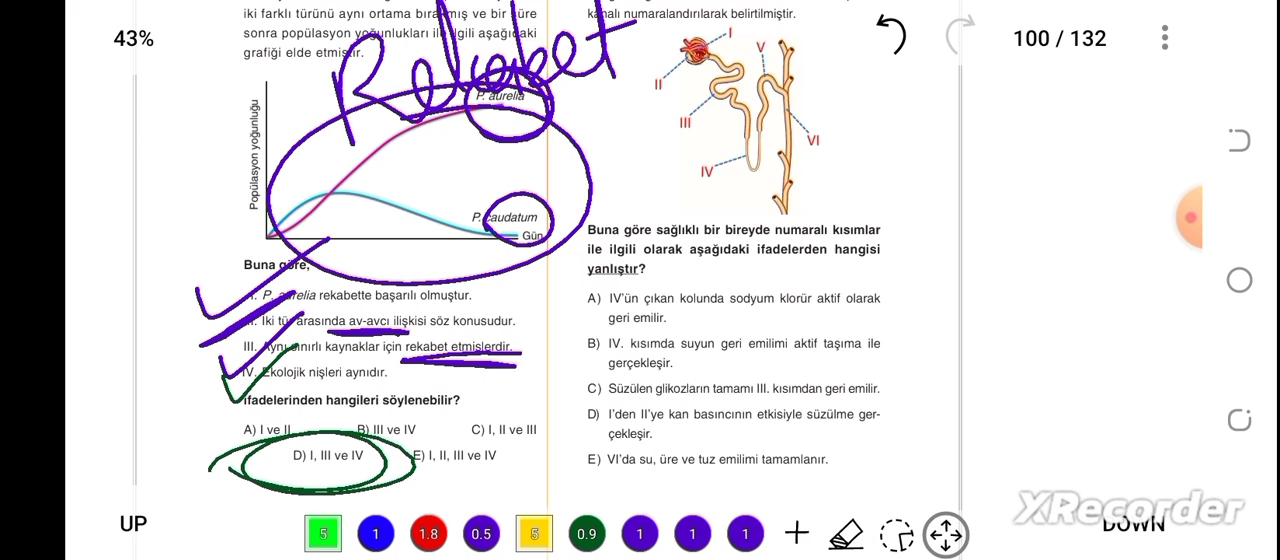 43%
100 / 132
iki farklı türünü aynı ortama bırakmış ve bir süre
sonra popülasyon yoğunlukları ile ilgili aşağıdaki
grafiği elde etmiştir.
Rekabet
Popülasyon yoğunluğu
P. aurelia
P. caudatum
Gün
Buna göre,
I. P. aurelia rekabette başarılı olmuştur.
II. İki tür arasında av-avcı ilişkisi söz konusudur.
III. Aynı sınırlı kaynaklar için rekabet etmişlerdir.
IV. Ekolojik nişleri aynıdır.
ifadelerinden hangileri söylenebilir?
A) I ve II B) III ve IV C) I, II ve III
D) I, III ve IV E) I, II, III ve IV
kanalı numaralandırılarak belirtilmiştir.
I
II
III
IV
V
VI
Buna göre sağlıklı bir bireyde numaralı kısımlar
ile ilgili olarak aşağıdaki ifadelerden hangisi
yanlıştır?
A) IV'ün çıkan kolunda sodyum klorür aktif olarak
geri emilir.
B) IV. kısımda suyun geri emilimi aktif taşıma ile
gerçekleşir.
C) Süzülen glikozların tamamı III. kısımdan geri emilir.
D) I'den II'ye kan basıncının etkisiyle süzülme ger-
çekleşir.
E) VI'da su, üre ve tuz emilimi tamamlanır.
UP
5 1 1.8 0.5 5 0.9 1 1 1
DOWN
XRecorder